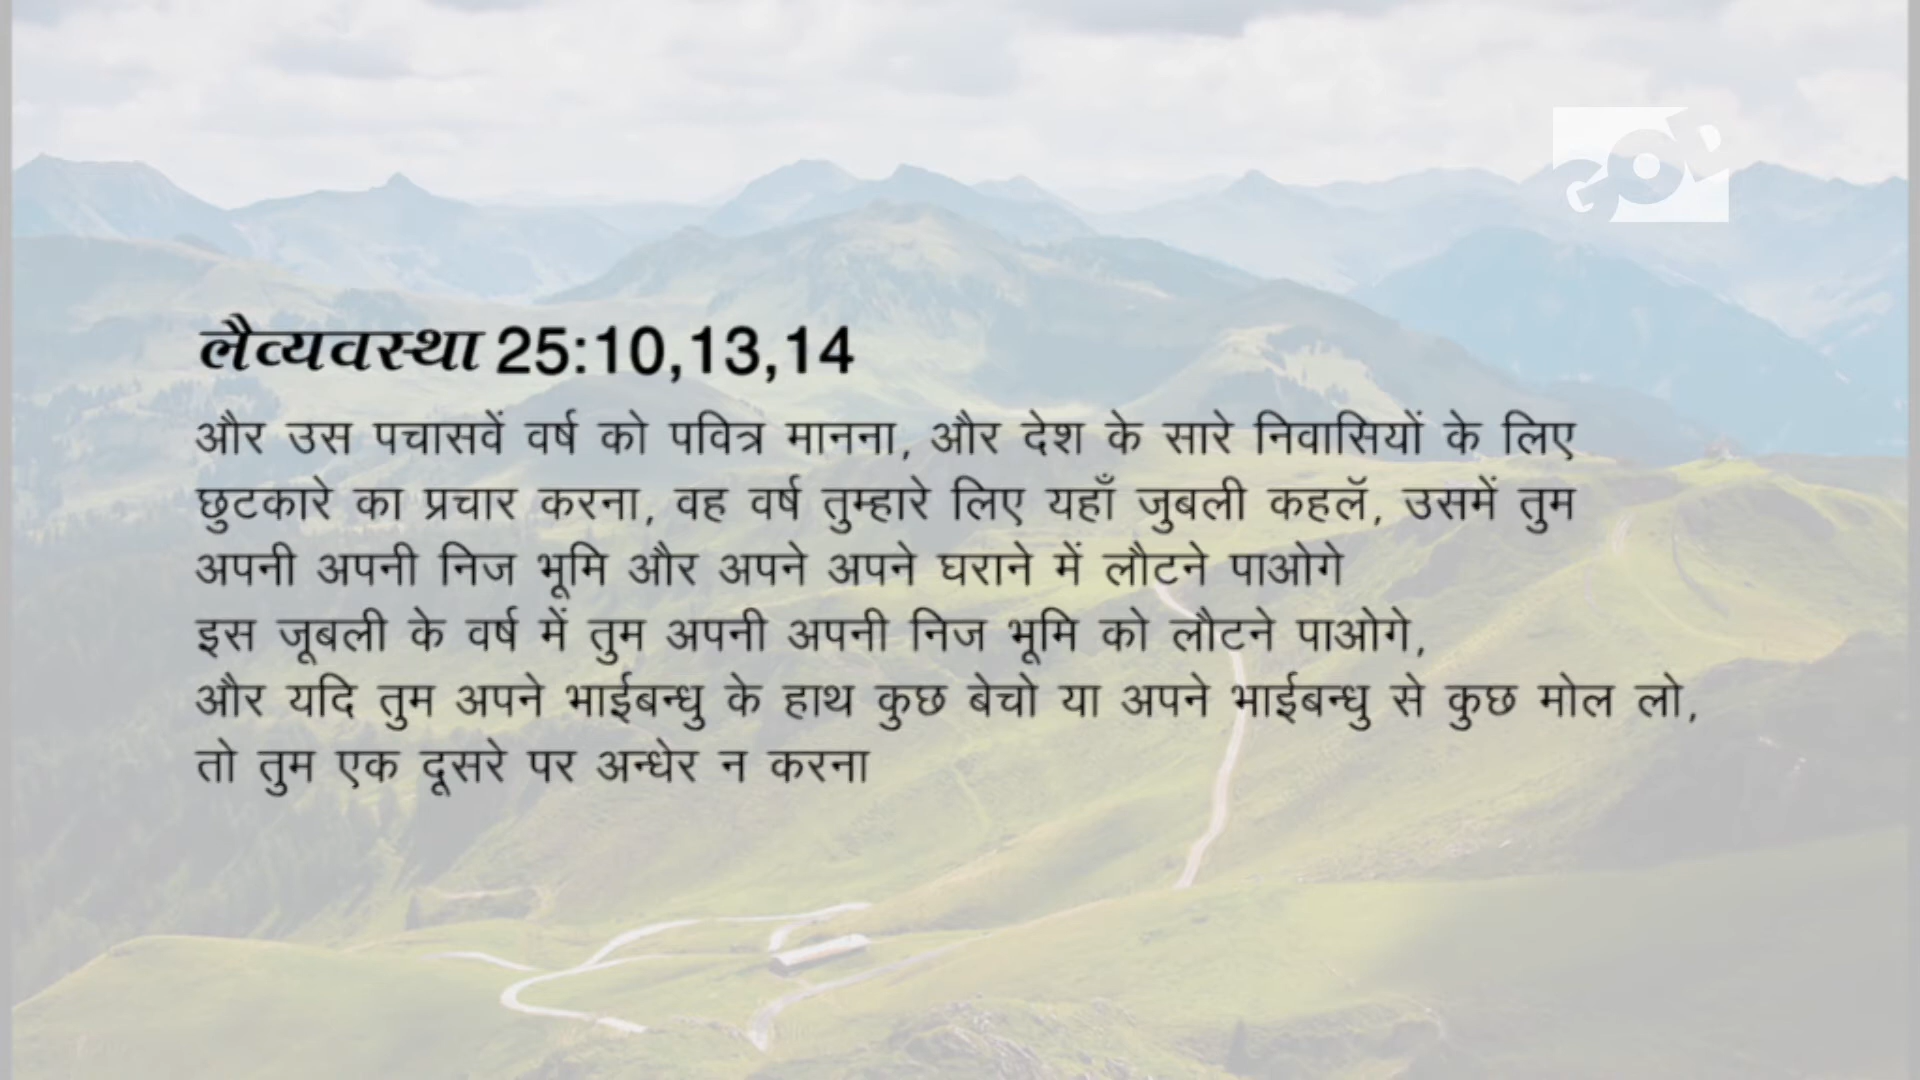 लैव्यवस्था 25:10,13,14
और उस पचासवें वर्ष को पवित्र मानना, और देश के सारे निवासियों के लिए
छुटकारे का प्रचार करना, वह वर्ष तुम्हारे लिए यहाँ जुबली कहलॅ, उसमें तुम
अपनी अपनी निज भूमि और अपने अपने घराने में लौटने पाओगे
इस जूबली के वर्ष में तुम अपनी अपनी निज भूमि को लौटने पाओगे,
और यदि तुम अपने भाईबन्धु के हाथ कुछ बेचो या अपने भाईबन्धु से कुछ मोल लो,
तो तुम एक दूसरे पर अन्धेर न करना